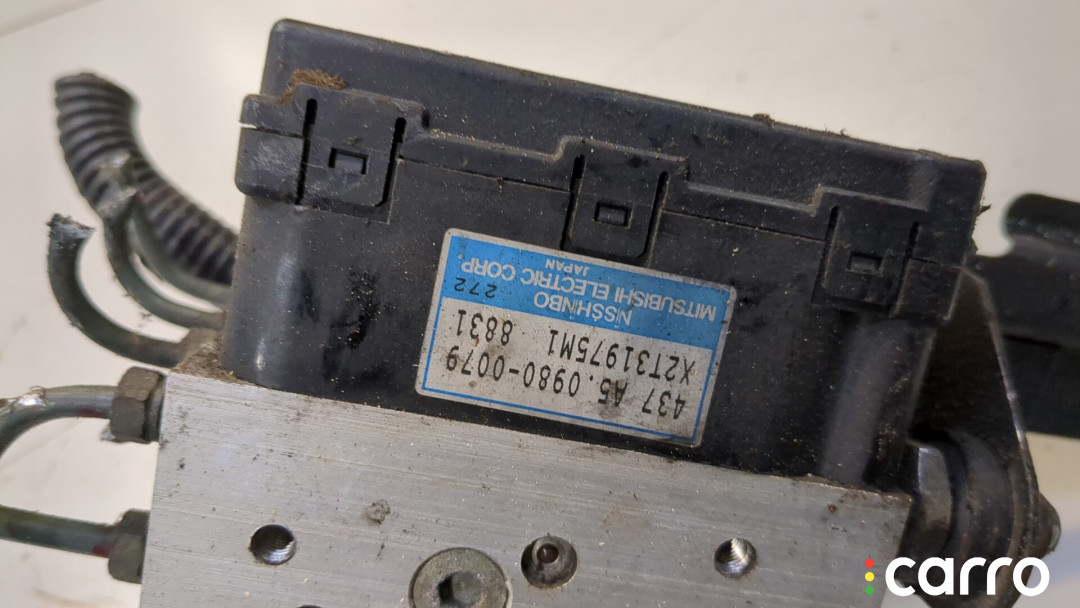 437 A5.0980-0079
X2T31975M1 8831
NISSHINBO 272
MITSUBISHI ELECTRIC CORP.
JAPAN
carro